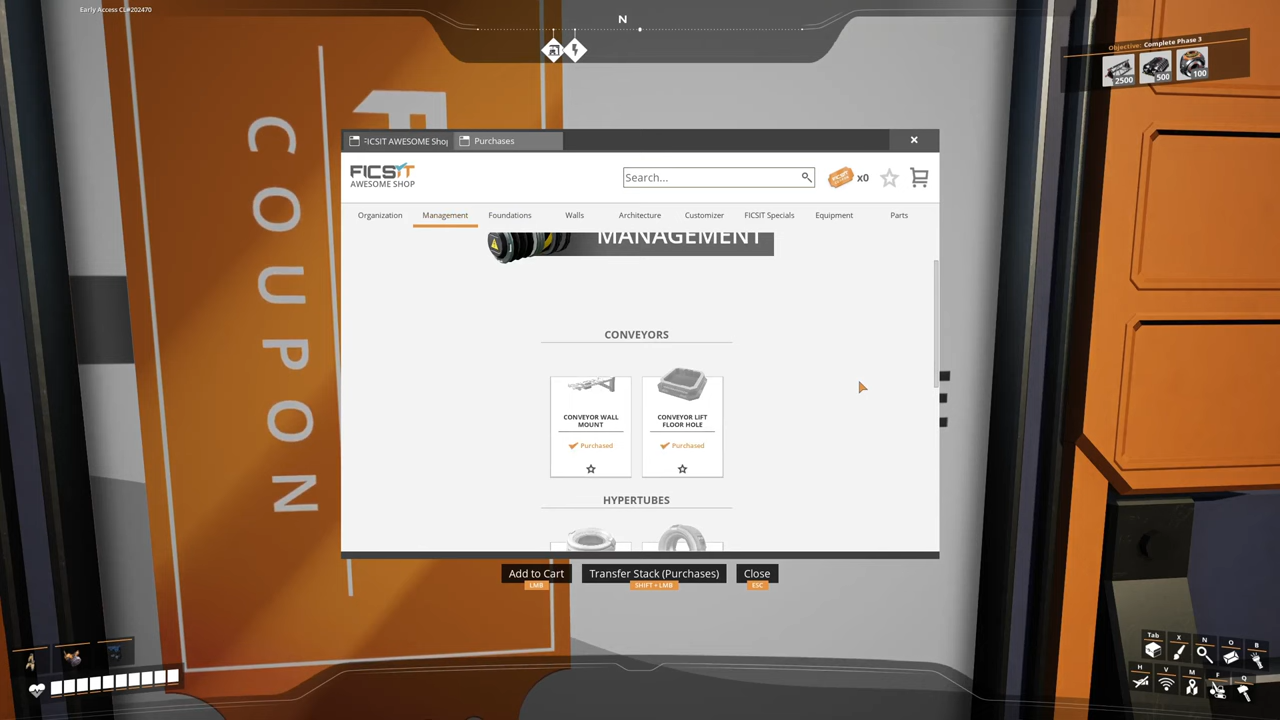 Early Access CL#202470
N
Objective: Complete Phase 3
2500
500
100
COUPON
FICSIT AWESOME Shop
Purchases
FICSIT
AWESOME SHOP
Search...
x0
Organization
Management
Foundations
Walls
Architecture
Customizer
FICSIT Specials
Equipment
Parts
MANAGEMENT
CONVEYORS
CONVEYOR WALL
MOUNT
Purchased
CONVEYOR LIFT
FLOOR HOLE
Purchased
HYPERTUBES
Add to Cart
LMB
Transfer Stack (Purchases)
SHIFT + LMB
Close
ESC
Tab
X
N
O
B
H
V
M
F
Q